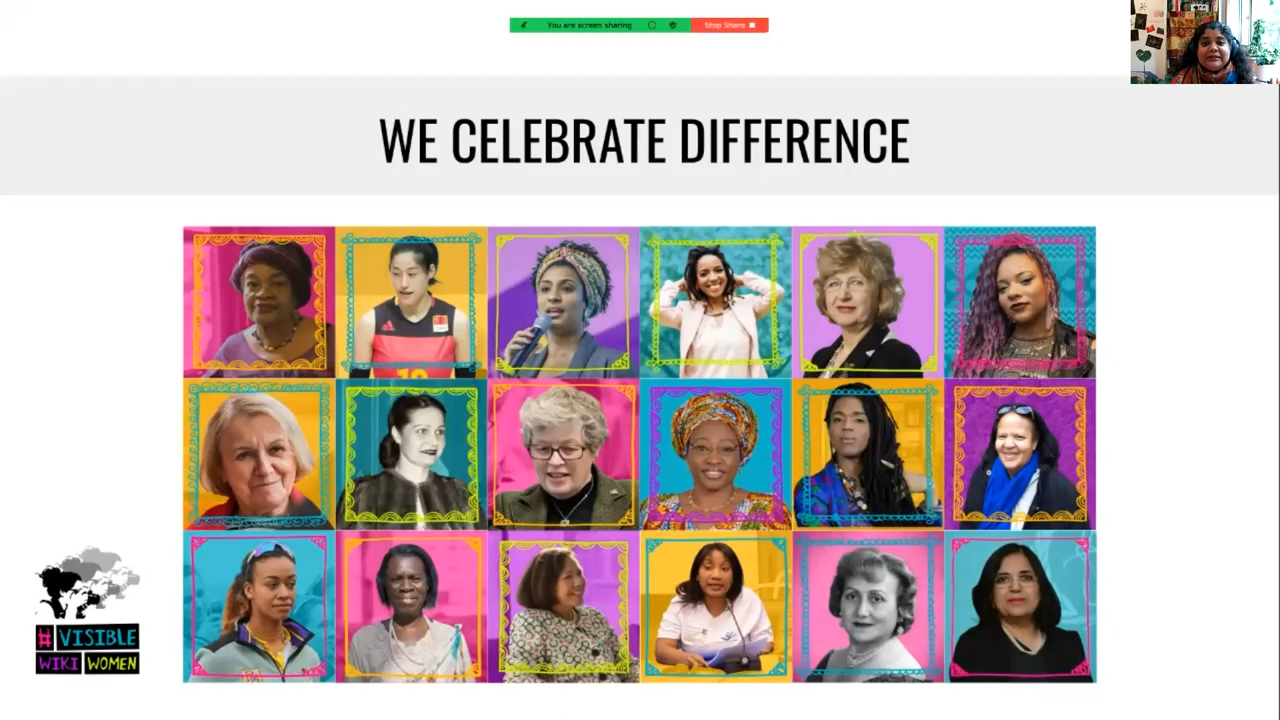 You are screen sharing
Stop Share
WE CELEBRATE DIFFERENCE
# VISIBLE
WIKI WOMEN